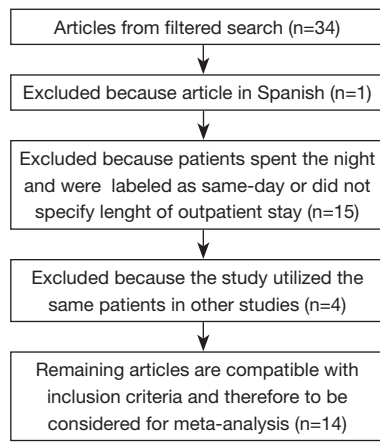 Articles from filtered search (n=34)
Excluded because article in Spanish (n=1)
Excluded because patients spent the night
and were labeled as same-day or did not
specify lenght of outpatient stay (n=15)
Excluded because the study utilized the
same patients in other studies (n=4)
Remaining articles are compatible with
inclusion criteria and therefore to be
considered for meta-analysis (n=14)